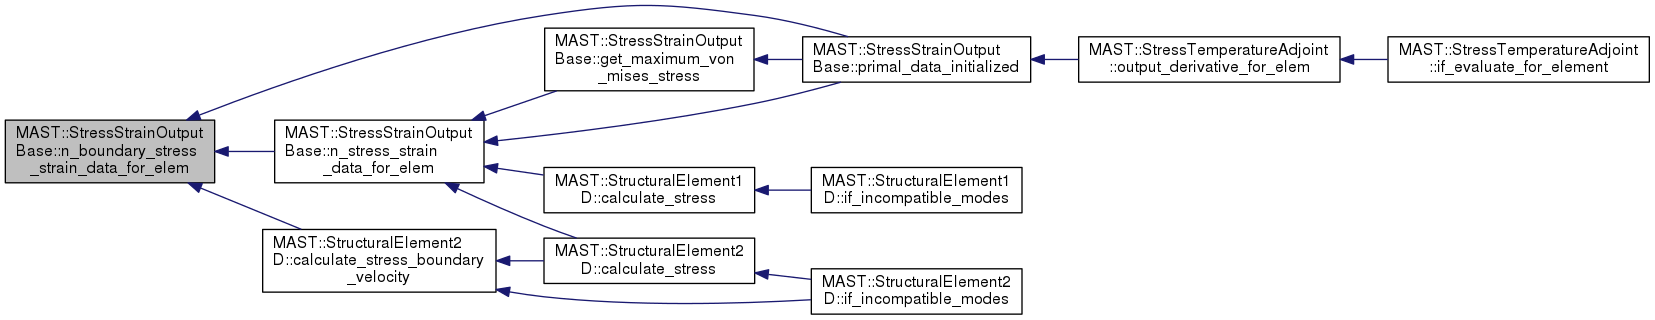 MAST::StressStrainOutput
Base::n_boundary_stress
_strain_data_for_elem
MAST::StressStrainOutput
Base::n_stress_strain
_data_for_elem
MAST::StructuralElement2
D::calculate_stress_boundary
_velocity
MAST::StressStrainOutput
Base::get_maximum_von
_mises_stress
MAST::StructuralElement1
D::calculate_stress
MAST::StructuralElement2
D::calculate_stress
MAST::StressStrainOutput
Base::primal_data_initialized
MAST::StructuralElement1
D::if_incompatible_modes
MAST::StructuralElement2
D::if_incompatible_modes
MAST::StressTemperatureAdjoint
::output_derivative_for_elem
MAST::StressTemperatureAdjoint
::if_evaluate_for_element